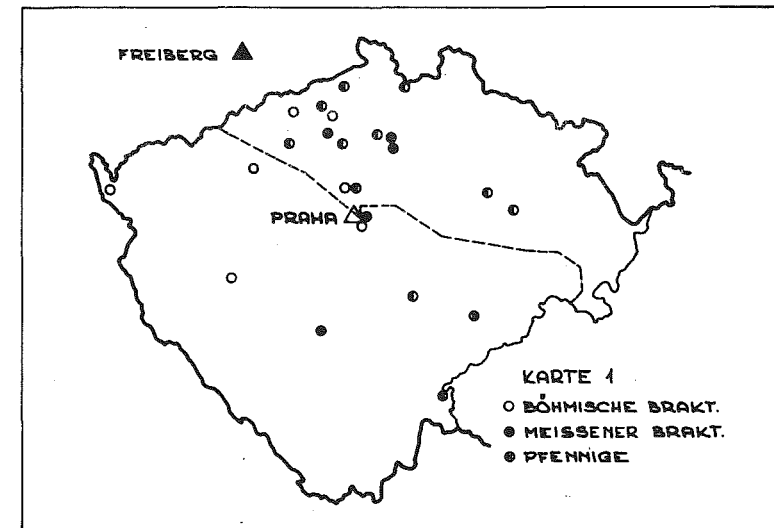 FREIBERG
PRAHA
KARTE 1
BÖHMISCHE BRAKT.
MEISSENER BRAKT.
PFENNIGE